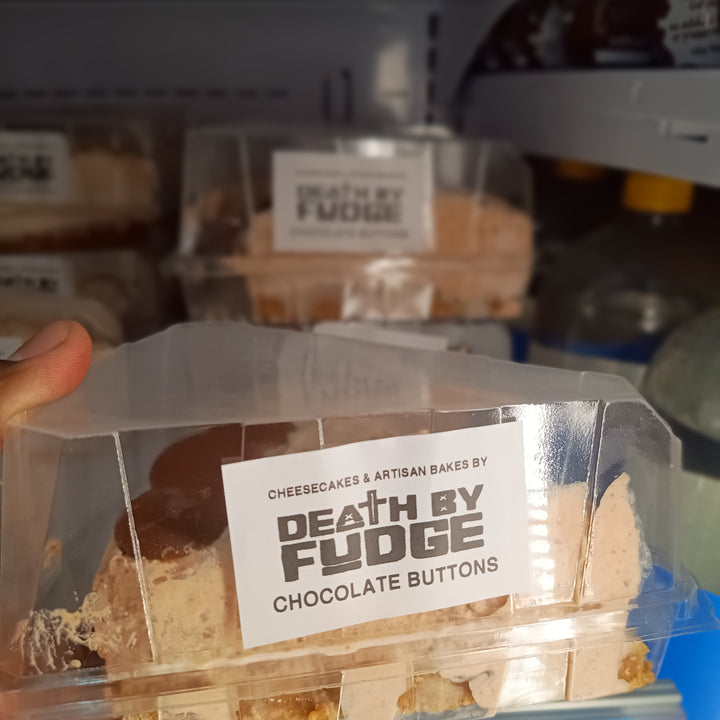 DEATH BY
FUDGE
CHOCOLATE BUTTONS
CHEESECAKES & ARTISAN BAKES BY
DEATH BY
FUDGE
CHOCOLATE BUTTONS